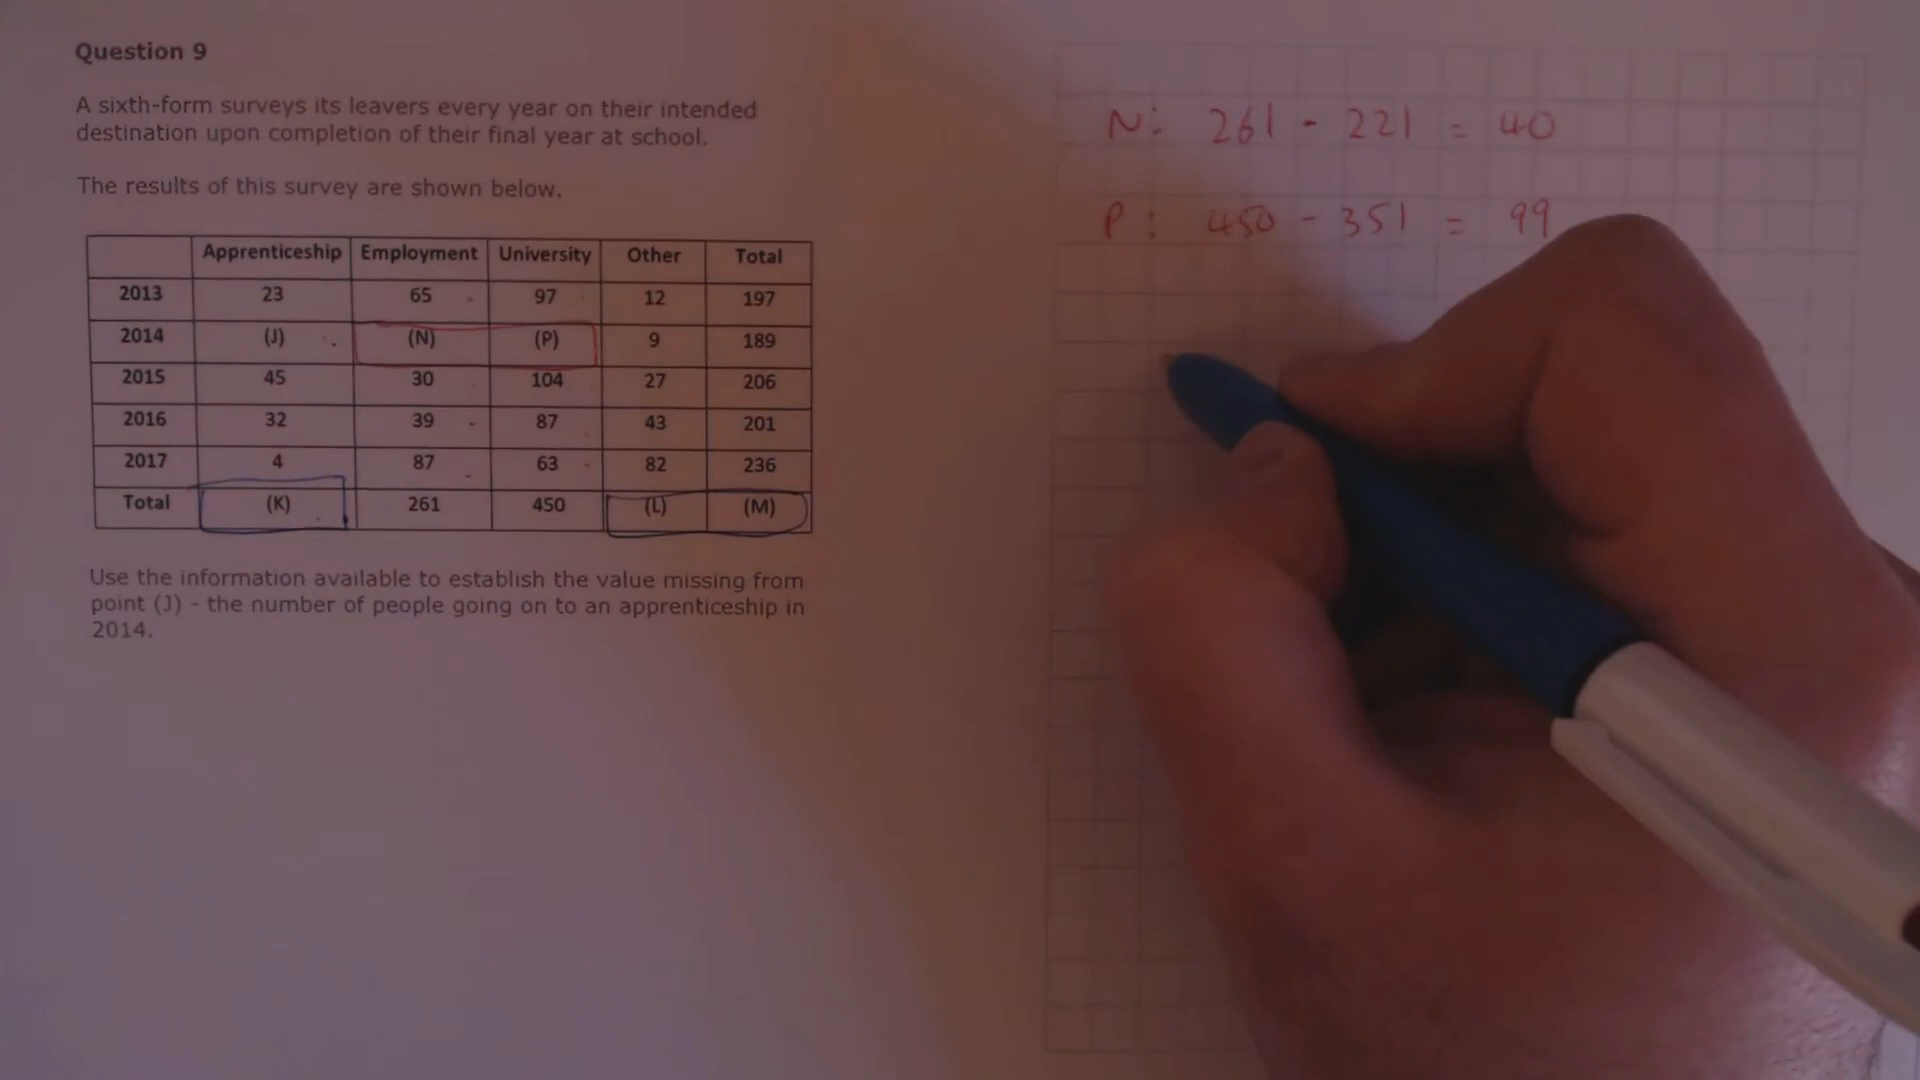 Question 9
A sixth-form surveys its leavers every year on their intended
destination upon completion of their final year at school.
The results of this survey are shown below.
Apprenticeship Employment University Other Total
2013 23 65 97 12 197
2014 (J) (N) (P) 9 189
2015 45 30 104 27 206
2016 32 39 87 43 201
2017 4 87 63 82 236
Total (K) 261 450 (L) (M)
Use the information available to establish the value missing from
point (J) - the number of people going on to an apprenticeship in
2014.
N: 261 - 221 = 40
P: 450 - 351 = 99